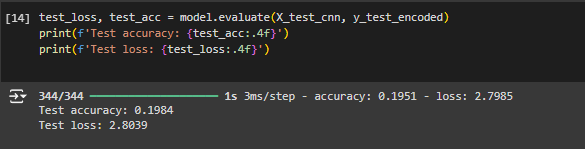 [14] test_loss, test_acc = model.evaluate(X_test_cnn, y_test_encoded)
print(f'Test accuracy: {test_acc:.4f}')
print(f'Test loss: {test_loss:.4f}')
344/344 ━━━━━━━━━━━━━━━━━━━━ 1s 3ms/step - accuracy: 0.1951 - loss: 2.7985
Test accuracy: 0.1984
Test loss: 2.8039